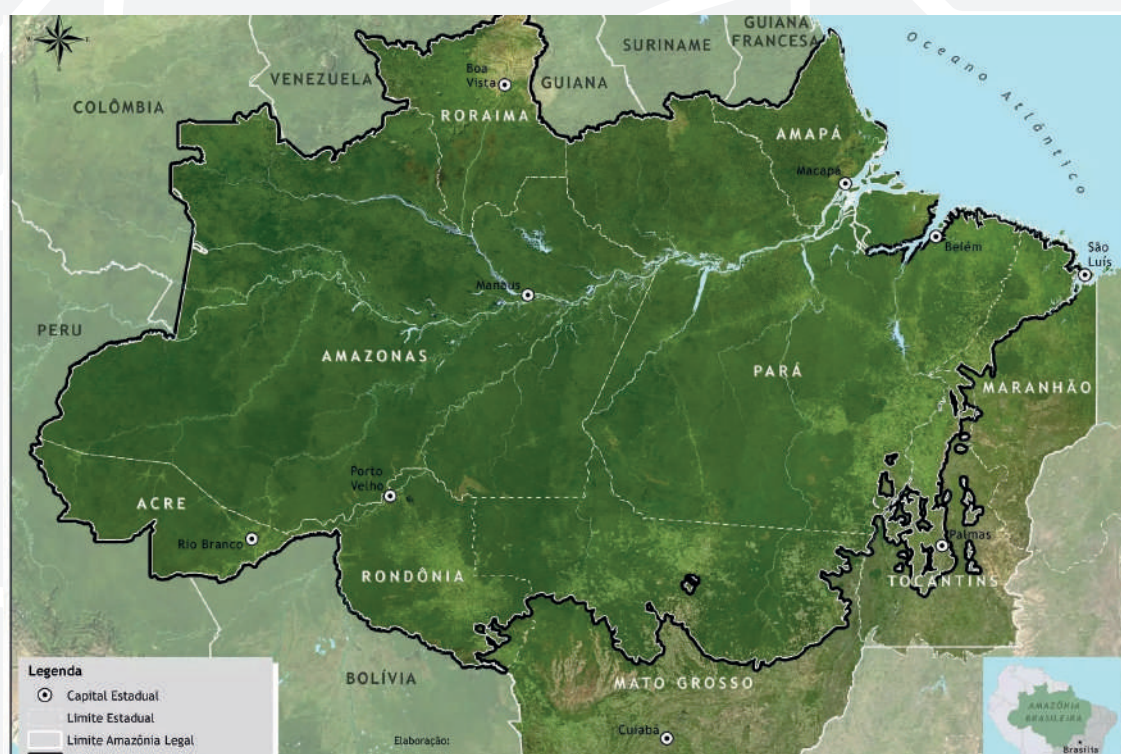 GUIANA
FRANCESA
SURINAME
Oceano Atlântico
VENEZUELA
Boa
Vista
GUIANA
COLÔMBIA
RORAIMA
AMAPÁ
Macapá
Belém
São
Luís
Manaus
PERU
AMAZONAS
PARÁ
MARANHÃO
Porto
Velho
ACRE
Rio Branco
Palmas
RONDÔNIA
TOCANTINS
BOLÍVIA
MATO GROSSO
Cuiabá
Legenda
Capital Estadual
Limite Estadual
Limite Amazônia Legal
Elaboração:
AMAZÔNIA
BRASILEIRA
Brasília